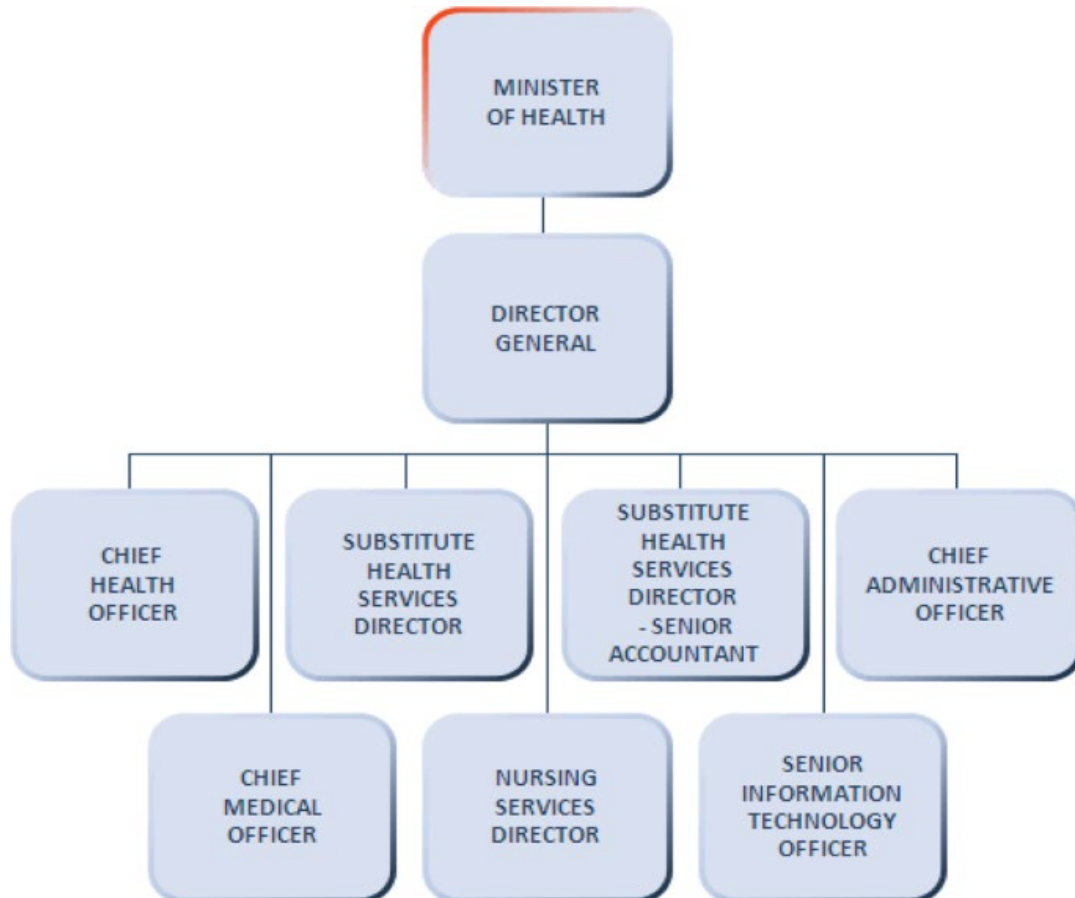 MINISTER
OF HEALTH
DIRECTOR
GENERAL
CHIEF
HEALTH
OFFICER
SUBSTITUTE
HEALTH
SERVICES
DIRECTOR
SUBSTITUTE
HEALTH
SERVICES
DIRECTOR
- SENIOR
ACCOUNTANT
CHIEF
ADMINISTRATIVE
OFFICER
CHIEF
MEDICAL
OFFICER
NURSING
SERVICES
DIRECTOR
SENIOR
INFORMATION
TECHNOLOGY
OFFICER